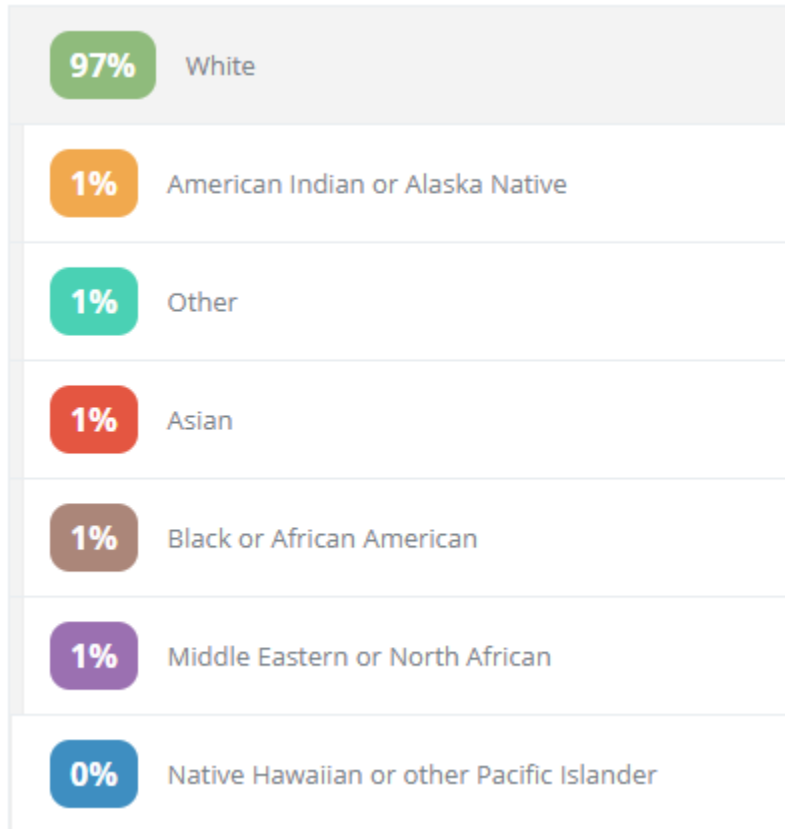 97% White
1% American Indian or Alaska Native
1% Other
1% Asian
1% Black or African American
1% Middle Eastern or North African
0% Native Hawaiian or other Pacific Islander